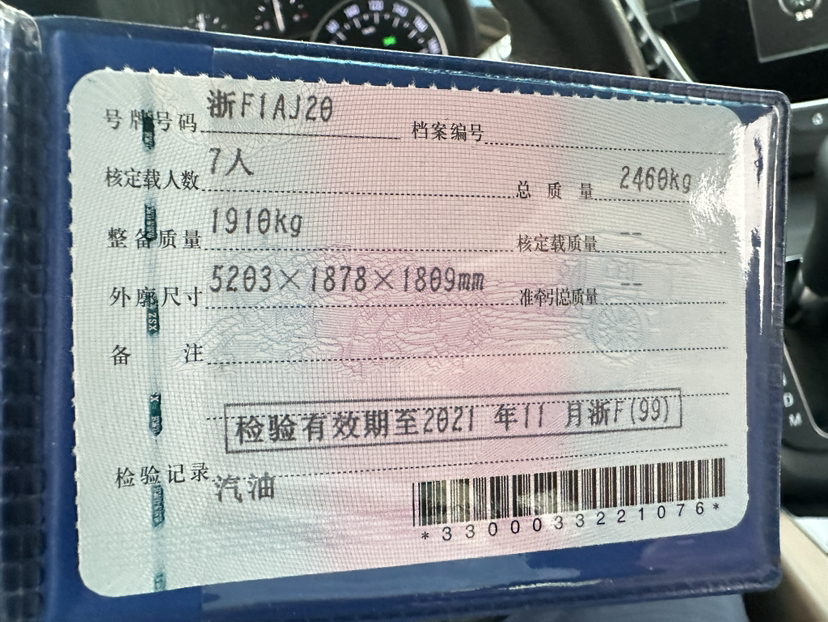 号牌号码 浙F1AJ20 档案编号
核定载人数 7人 总质量 2460kg
整备质量 1910kg 核定载质量 --
外廓尺寸 5203×1878×1809mm 准牵引总质量 --
备注
检验有效期至2021年11月浙F(99)
检验记录
汽油
*3300033221076*